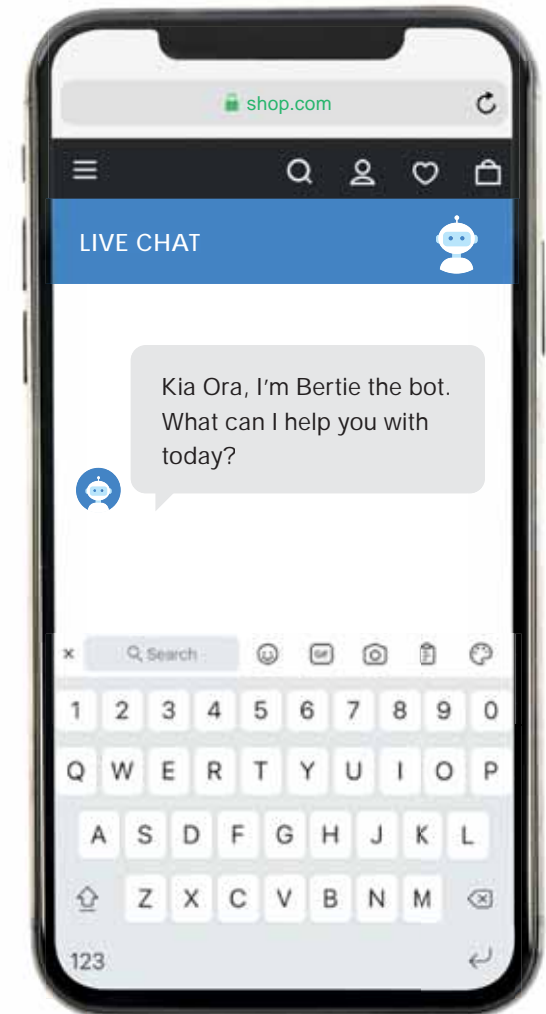 shop.com
LIVE CHAT
Kia Ora, I'm Bertie the bot.
What can I help you with
today?
× Search GIF
1 2 3 4 5 6 7 8 9 0
Q W E R T Y U I O P
A S D F G H J K L
Z X C V B N M
123